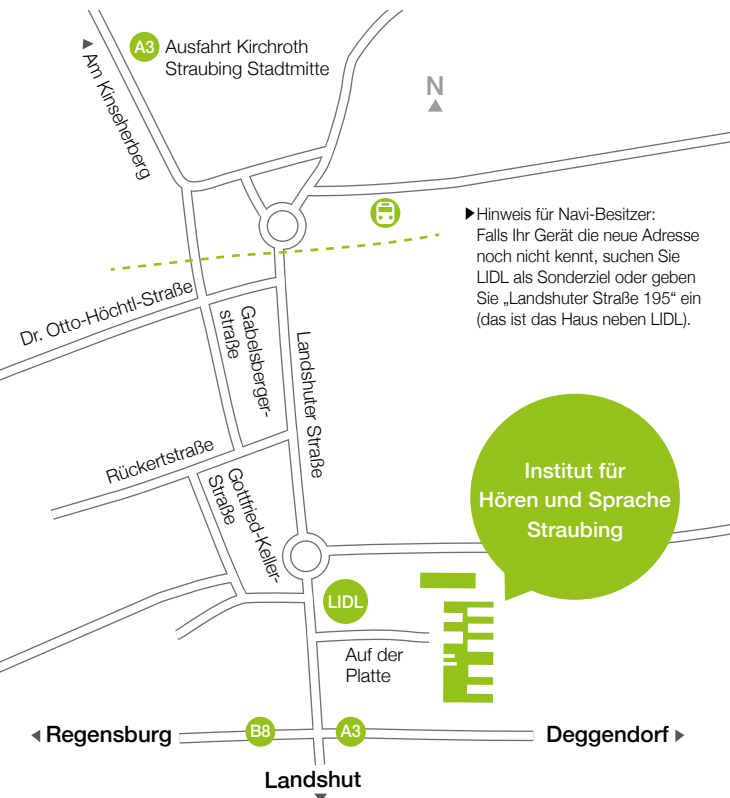 A3
Ausfahrt Kirchroth
Straubing Stadtmitte
Am Kinseherberg
N
Hinweis für Navi-Besitzer:
Falls Ihr Gerät die neue Adresse
noch nicht kennt, suchen Sie
LIDL als Sonderziel oder geben
Sie „Landshuter Straße 195“ ein
(das ist das Haus neben LIDL).
Dr. Otto-Höchtl-Straße
Gabelsberger-
straße
Landshuter Straße
Rückertstraße
Gottfried-Keller-
Straße
Institut für
Hören und Sprache
Straubing
LIDL
Auf der
Platte
Regensburg
B8
A3
Deggendorf
Landshut